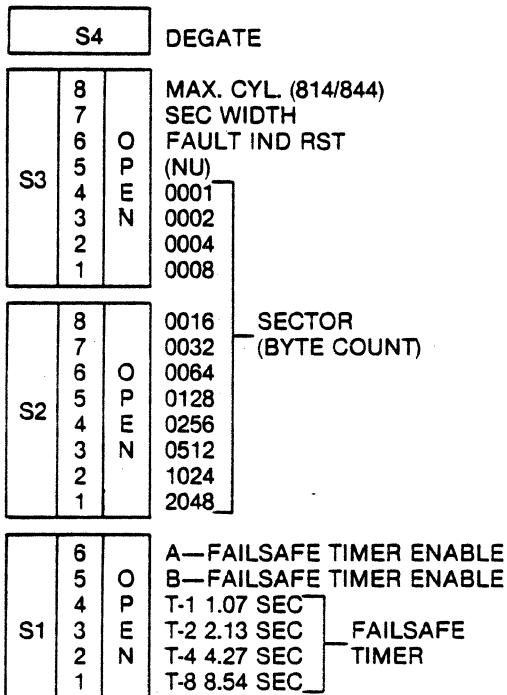 S4 DEGATE
8 MAX. CYL. (814/844)
7 SEC WIDTH
6 O FAULT IND RST
5 P (NU)
S3
4 E 0001
3 N 0002
2 0004
1 0008
8 0016 SECTOR
7 0032 (BYTE COUNT)
6 O 0064
5 P 0128
S2
4 E 0256
3 N 0512
2 1024
1 2048
6 A—FAILSAFE TIMER ENABLE
5 O B—FAILSAFE TIMER ENABLE
4 P T-1 1.07 SEC
S1 3 E T-2 2.13 SEC FAILSAFE
2 N T-4 4.27 SEC TIMER
1 T-8 8.54 SEC